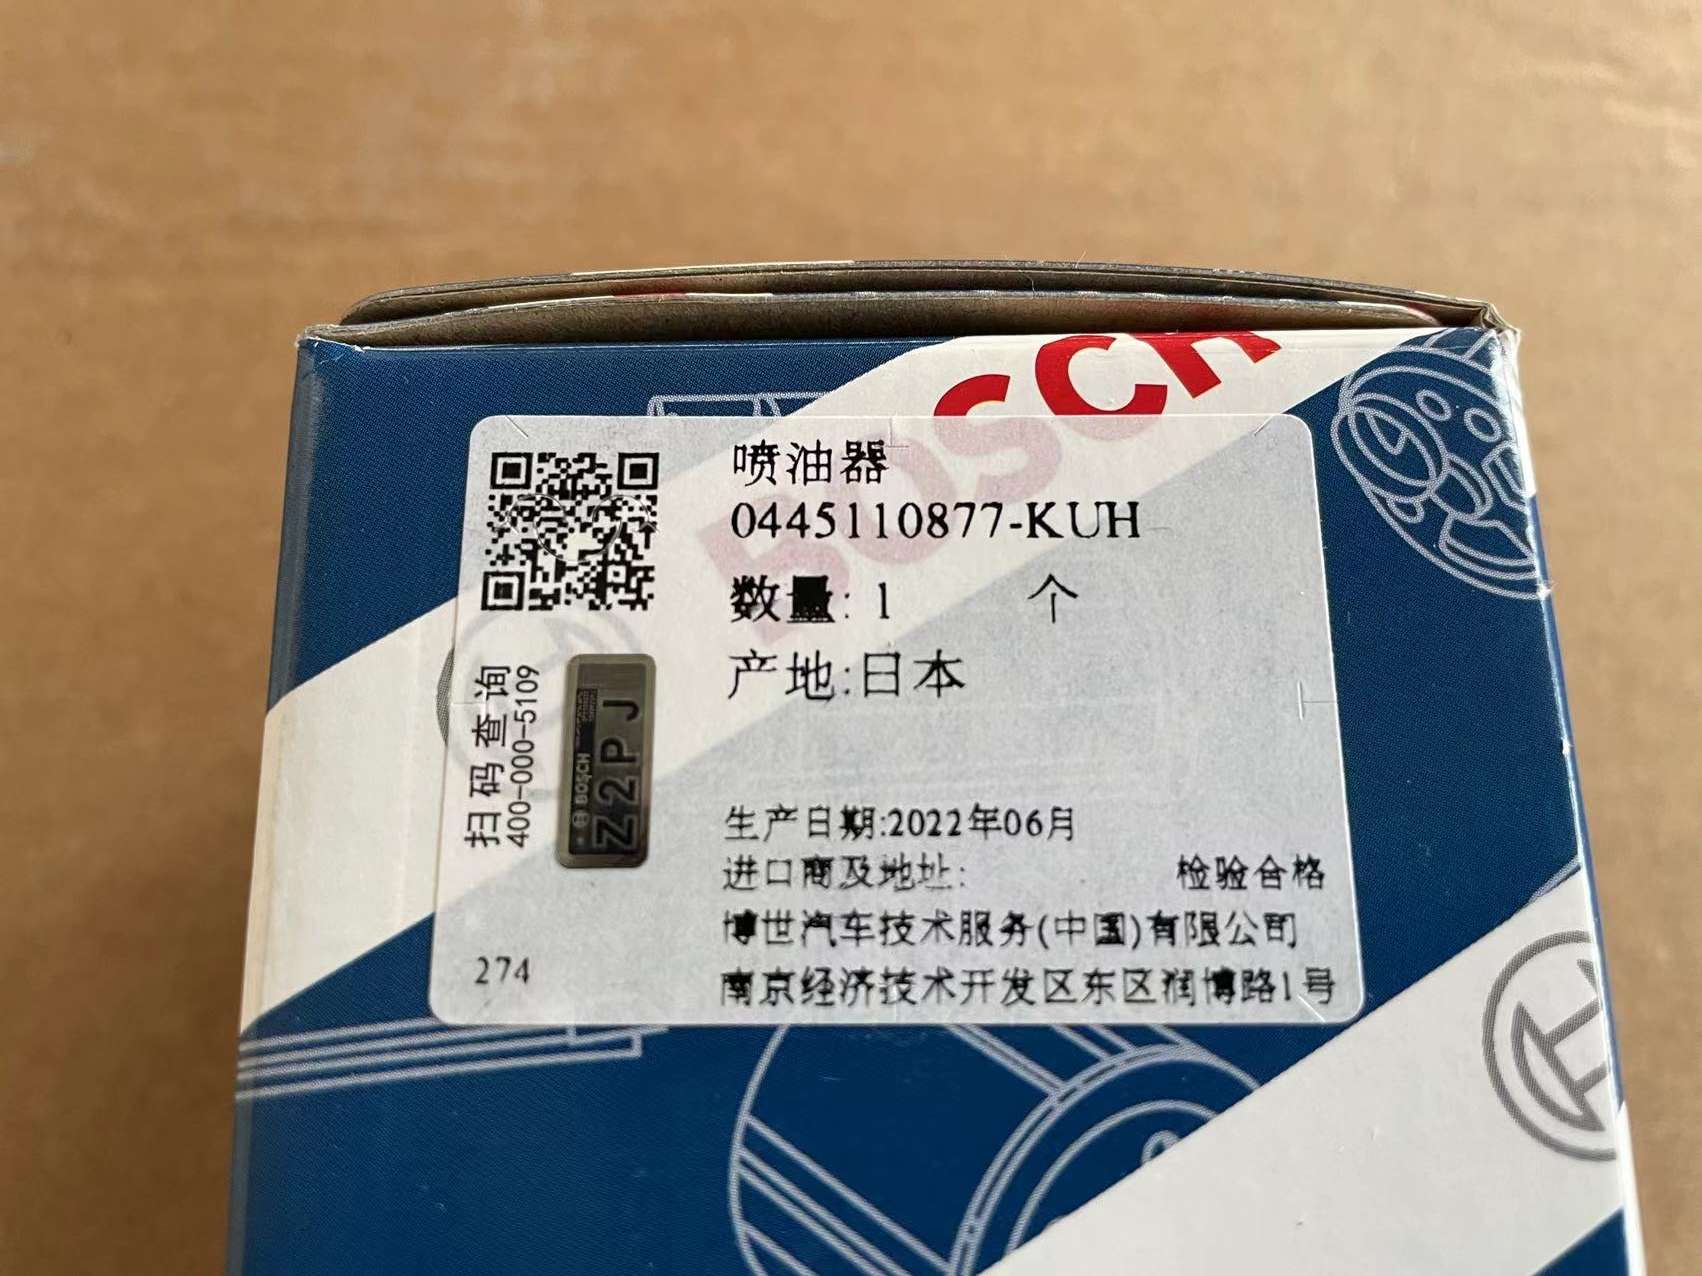 BOSCH
喷油器
0445110877-KUH
数量: 1 个
产地:日本
扫码查询
400-000-5109
BOSCH
Z2PJ
生产日期:2022年06月
进口商及地址: 检验合格
博世汽车技术服务(中国)有限公司
南京经济技术开发区东区润博路1号
274